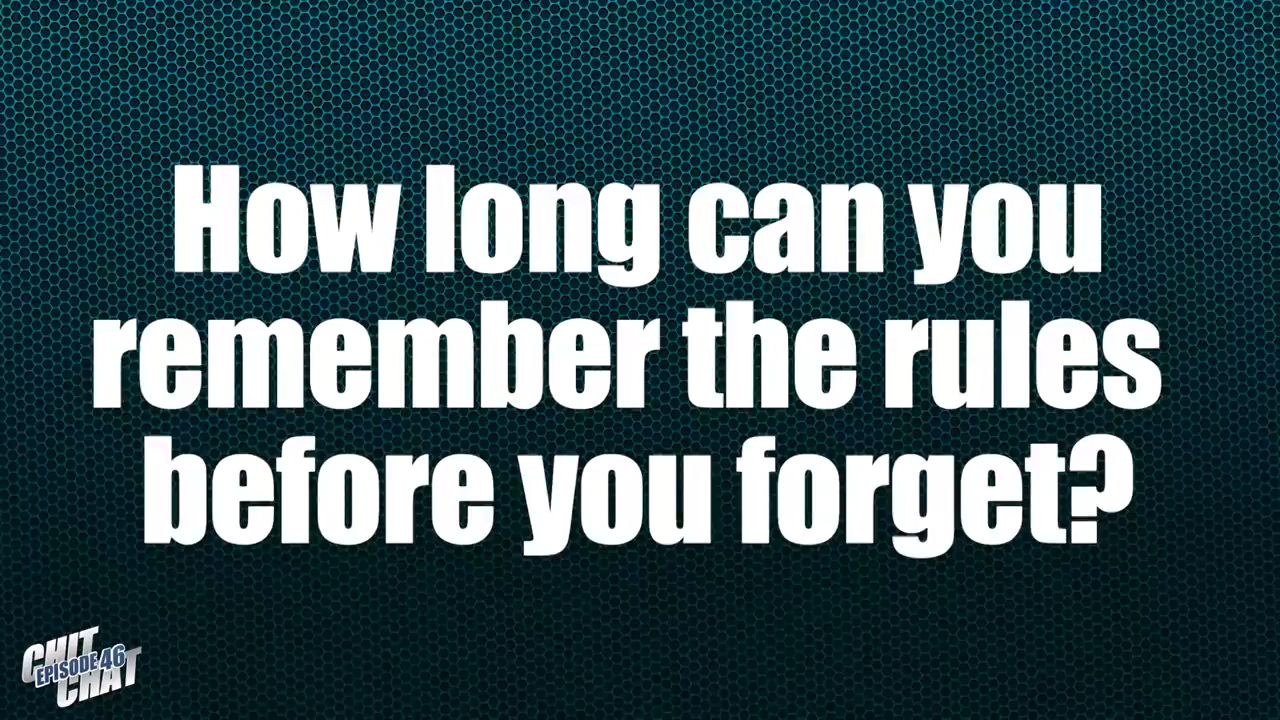 How long can you
remember the rules
before you forget?
CHIT
EPISODE 46
CHAT